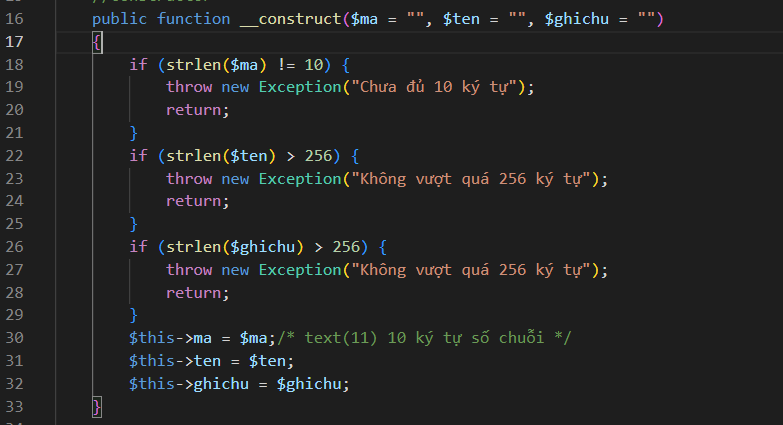 16 public function __construct($ma = "", $ten = "", $ghichu = "")
17 {
18 if (strlen($ma) != 10) {
19 throw new Exception("Chưa đủ 10 ký tự");
20 return;
21 }
22 if (strlen($ten) > 256) {
23 throw new Exception("Không vượt quá 256 ký tự");
24 return;
25 }
26 if (strlen($ghichu) > 256) {
27 throw new Exception("Không vượt quá 256 ký tự");
28 return;
29 }
30 $this->ma = $ma;/* text(11) 10 ký tự số chuỗi */
31 $this->ten = $ten;
32 $this->ghichu = $ghichu;
33 }